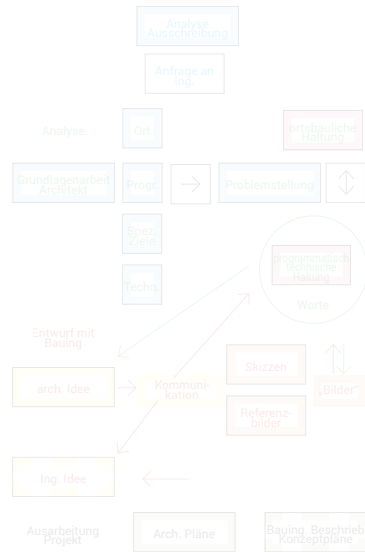 Analyse
Ausschreibung
Anfrage an
Ing.
Analyse
Ort
ortsbauliche
Haltung
Grundlagenarbeit
Architekt
Progr.
Problemstellung
Spez.
Ziele
programmatisch
technische
Haltung
Techn.
Worte
Entwurf mit
Bauing
Skizzen
arch. Idee
Kommuni-
kation
„Bilder“
Referenz-
bilder
Ing. Idee
Ausarbeitung
Projekt
Arch. Pläne
Bauing. Beschrieb
Konzeptpläne